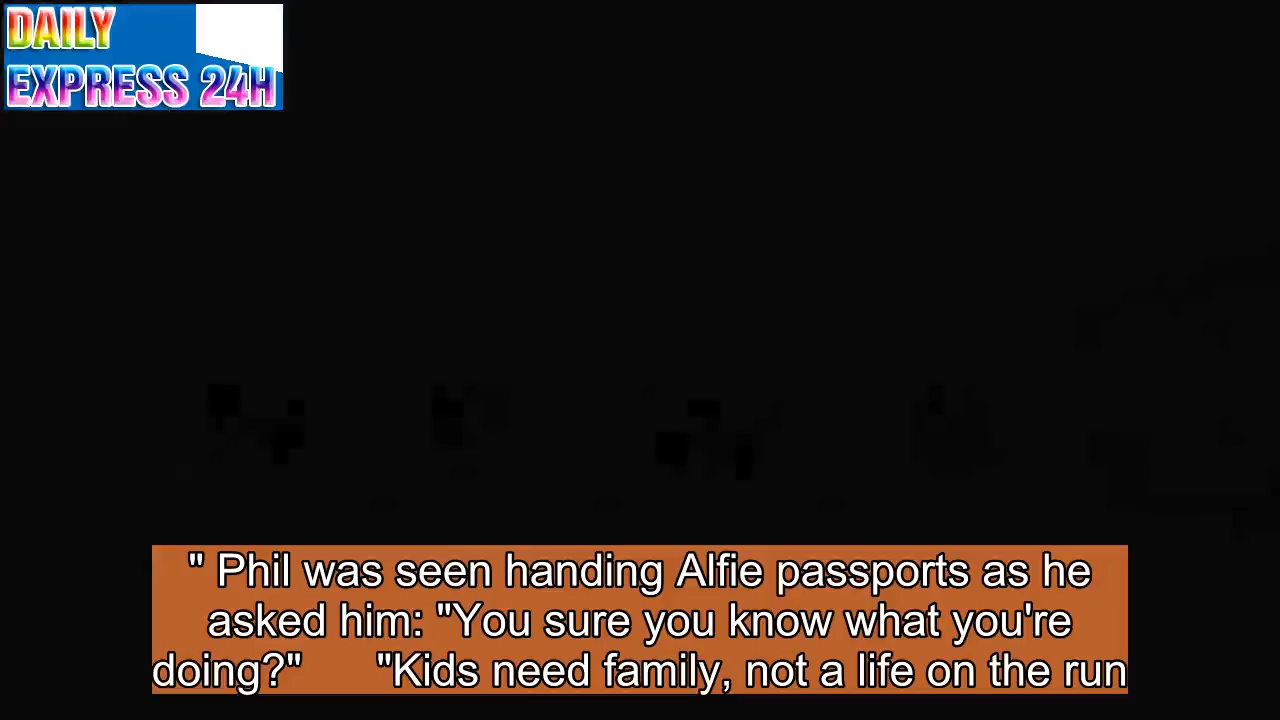 DAILY
EXPRESS 24H
" Phil was seen handing Alfie passports as he
asked him: "You sure you know what you're
doing?" "Kids need family, not a life on the run